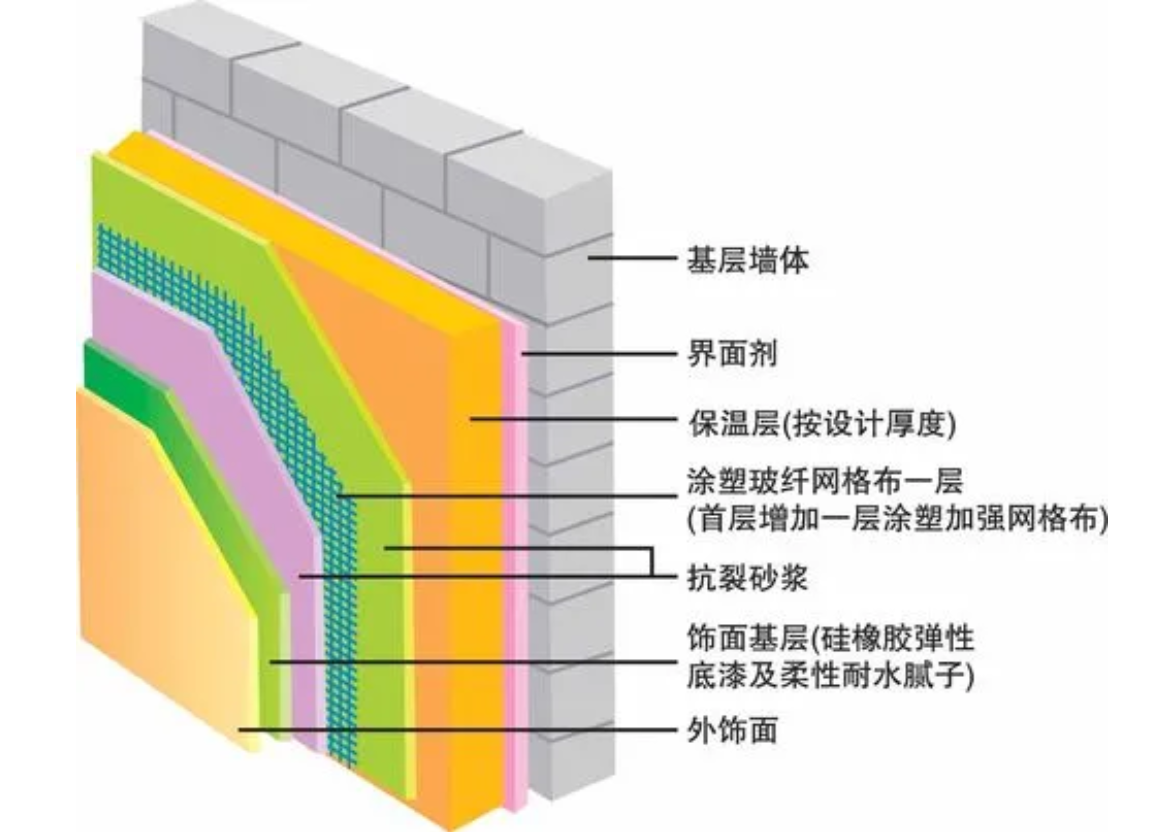 基层墙体
界面剂
保温层(按设计厚度)
涂塑玻纤网格布一层
(首层增加一层涂塑加强网格布)
抗裂砂浆
饰面基层(硅橡胶弹性
底漆及柔性耐水腻子)
外饰面